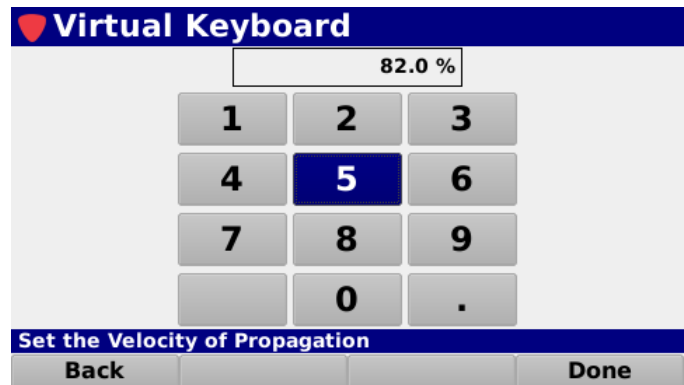 Virtual Keyboard
82.0 %
1 2 3
4 5 6
7 8 9
0 .
Set the Velocity of Propagation
Back Done